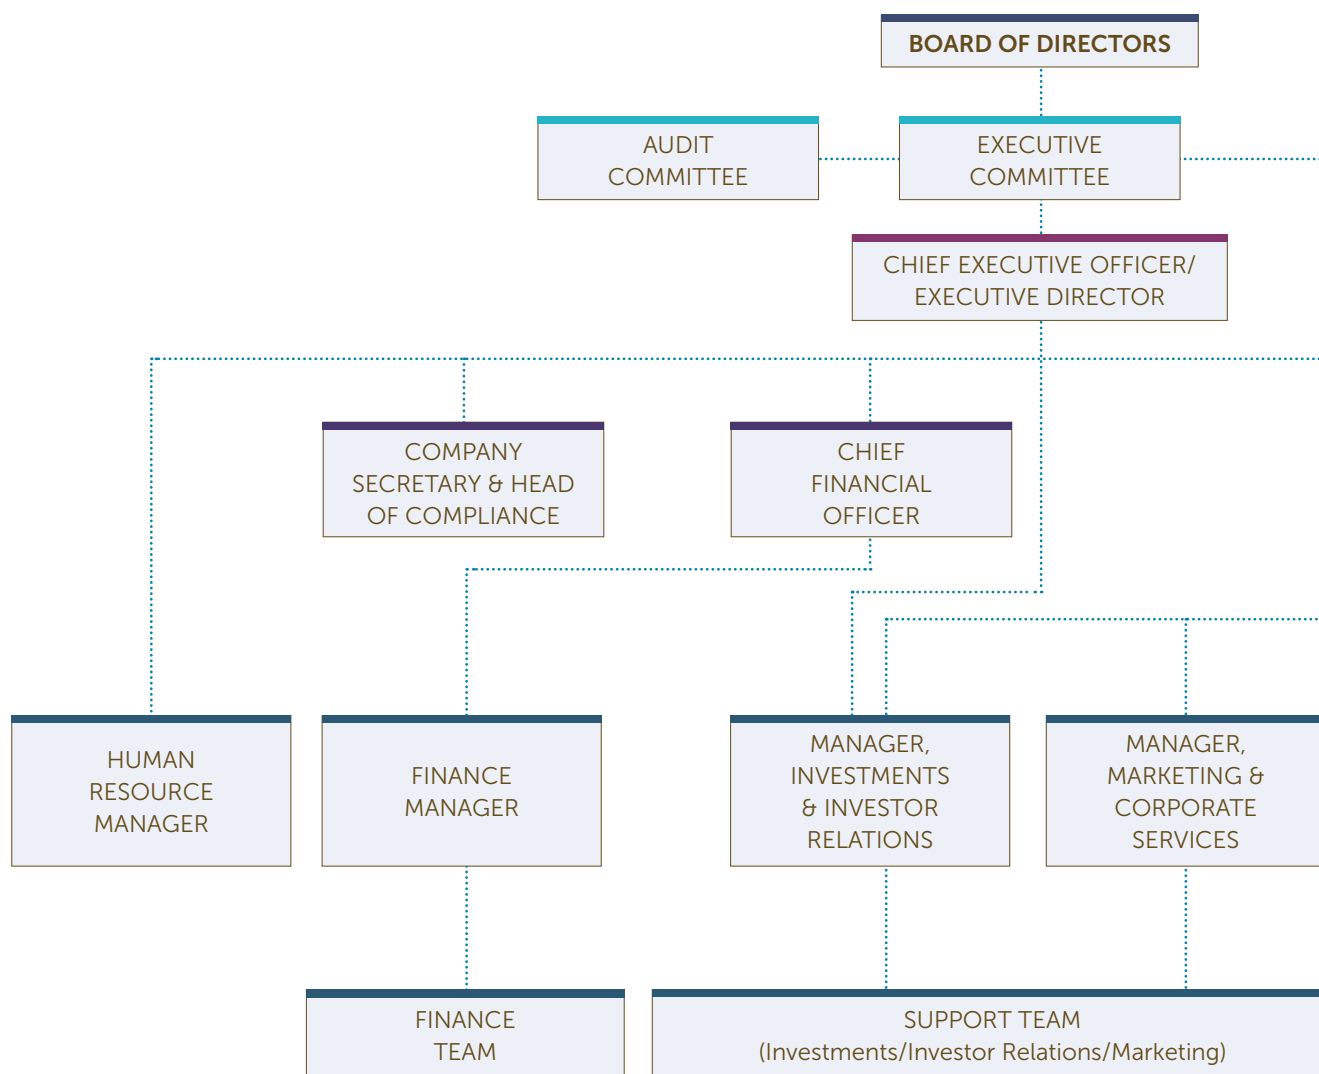 BOARD OF DIRECTORS
AUDIT
COMMITTEE
EXECUTIVE
COMMITTEE
CHIEF EXECUTIVE OFFICER/
EXECUTIVE DIRECTOR
COMPANY
SECRETARY & HEAD
OF COMPLIANCE
CHIEF
FINANCIAL
OFFICER
HUMAN
RESOURCE
MANAGER
FINANCE
MANAGER
MANAGER,
INVESTMENTS
& INVESTOR
RELATIONS
MANAGER,
MARKETING &
CORPORATE
SERVICES
FINANCE
TEAM
SUPPORT TEAM
(Investments/Investor Relations/Marketing)